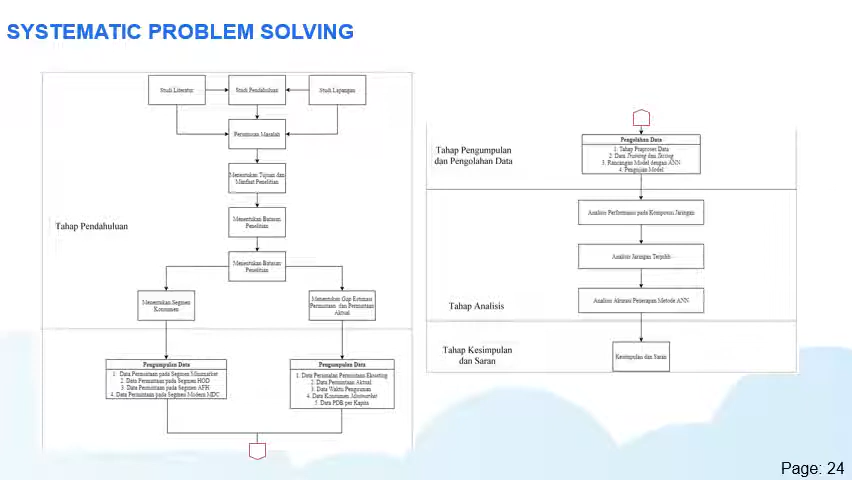 SYSTEMATIC PROBLEM SOLVING
Studi Literatur
Studi Pendahuluan
Studi Lapangan
Perumusan Masalah
Menentukan Tujuan dan
Manfaat Penelitian
Menentukan Batasan
Penelitian
Menentukan Batasan
Penelitian
Tahap Pendahuluan
Menentukan Segmen
Konsumen
Menentukan Gap Estimasi
Permintaan dan Permintaan
Aktual
Pengumpulan Data
1. Data Permintaan pada Segmen Minimarket
2. Data Permintaan pada Segmen HOD
3. Data Permintaan pada Segmen AFH
4. Data Permintaan pada Segmen Modern MDC
Pengumpulan Data
1. Data Peramalan Permintaan Eksisting
2. Data Permintaan Aktual
3. Data Waktu Pengiriman
4. Data Konsumen Minimarket
5. Data PDB per Kapita
Tahap Pengumpulan
dan Pengolahan Data
Pengolahan Data
1. Tahap Praproses Data
2. Data Training dan Testing
3. Rancangan Model dengan ANN
4. Pengujian Model
Analisis Performansi pada Komposisi Jaringan
Analisis Jaringan Terpilih
Analisis Akurasi Penerapan Metode ANN
Tahap Analisis
Tahap Kesimpulan
dan Saran
Kesimpulan dan Saran
Page: 24